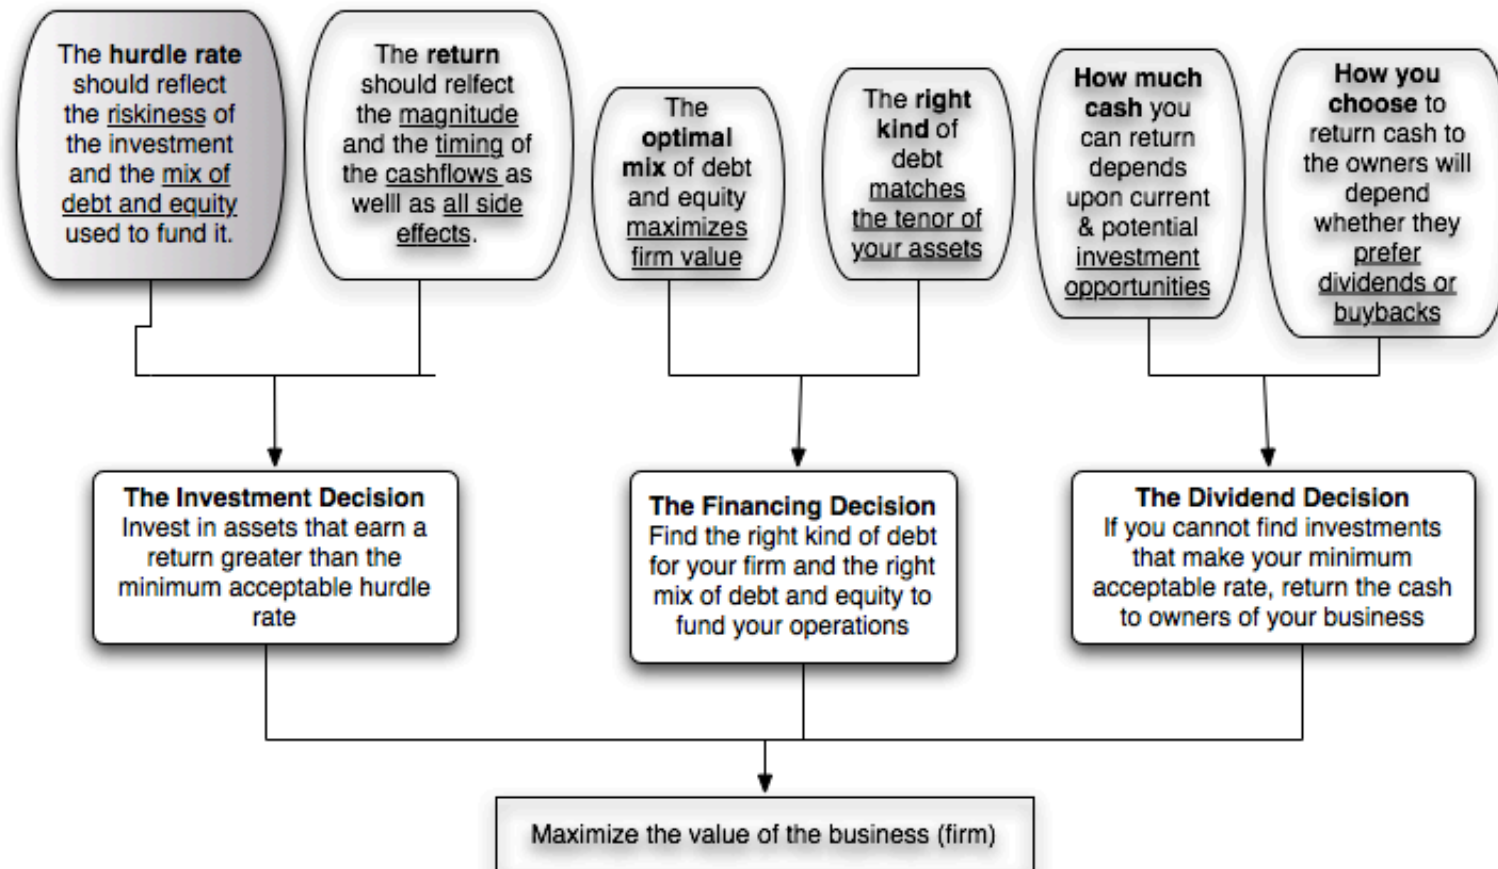 The hurdle rate
should reflect
the riskiness of
the investment
and the mix of
debt and equity
used to fund it.
The return
should relfect
the magnitude
and the timing of
the cashflows as
welll as all side
effects.
The
optimal
mix of debt
and equity
maximizes
firm value
The right
kind of
debt
matches
the tenor of
your assets
How much
cash you
can return
depends
upon current
& potential
investment
opportunities
How you
choose to
return cash to
the owners will
depend
whether they
prefer
dividends or
buybacks
The Investment Decision
Invest in assets that earn a
return greater than the
minimum acceptable hurdle
rate
The Financing Decision
Find the right kind of debt
for your firm and the right
mix of debt and equity to
fund your operations
The Dividend Decision
If you cannot find investments
that make your minimum
acceptable rate, return the cash
to owners of your business
Maximize the value of the business (firm)